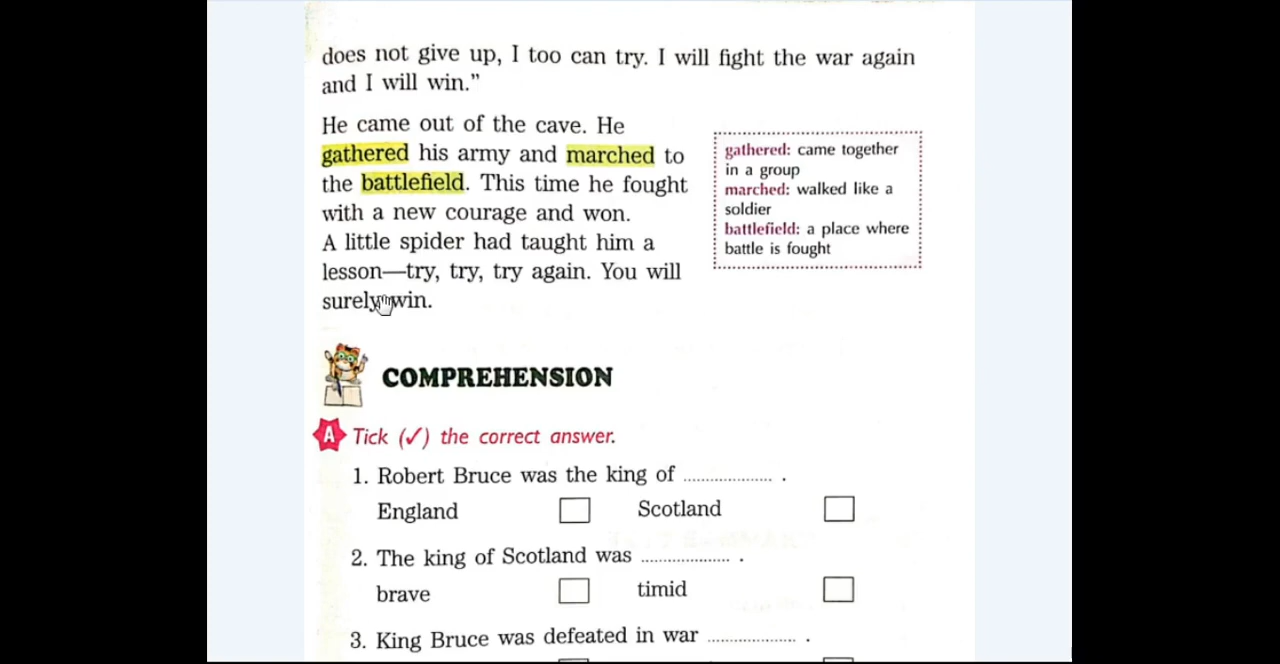 does not give up, I too can try. I will fight the war again
and I will win.”
He came out of the cave. He
gathered his army and marched to
the battlefield. This time he fought
with a new courage and won.
A little spider had taught him a
lesson—try, try, try again. You will
surely win.
gathered: came together
in a group
marched: walked like a
soldier
battlefield: a place where
battle is fought
COMPREHENSION
A Tick (✓) the correct answer.
1. Robert Bruce was the king of ................... .
England Scotland
2. The king of Scotland was ................... .
brave timid
3. King Bruce was defeated in war ................... .